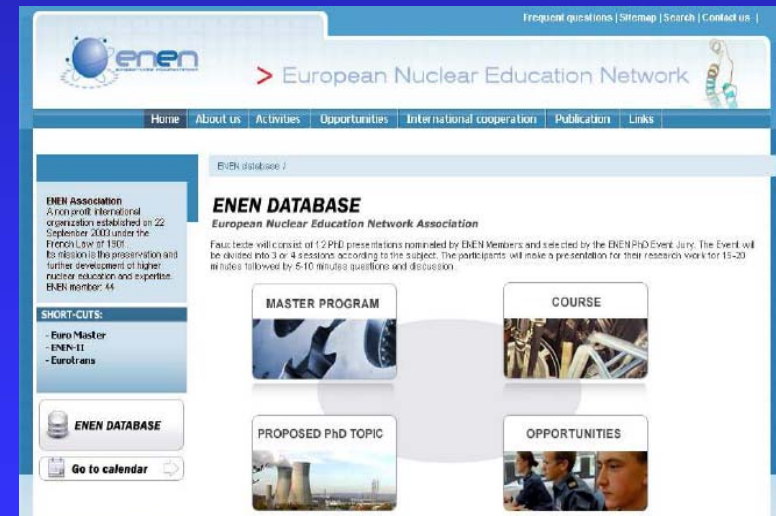 Frequent questions | Sitemap | Search | Contact us |
enen
> European Nuclear Education Network
Home About us Activities Opportunities International cooperation Publication Links
ENEN database /
ENEN Association
A non profit international
organization established on 22
September 2003 under the
French Law of 1901.
Its mission is the preservation and
further development of higher
nuclear education and expertise.
ENEN member: 44
SHORT-CUTS:
- Euro Master
- ENEN-II
- Eurotrans
ENEN DATABASE
Go to calendar
ENEN DATABASE
European Nuclear Education Network Association
Faux texte will consist of 12 PhD presentations nominated by ENEN Members and selected by the ENEN PhD Event Jury. The Event will
be divided into 3 or 4 sessions according to the subject. The participants will make a presentation for their research work for 15-20
minutes followed by 5-10 minutes questions and discussion.
MASTER PROGRAM
COURSE
PROPOSED PhD TOPIC
OPPORTUNITIES